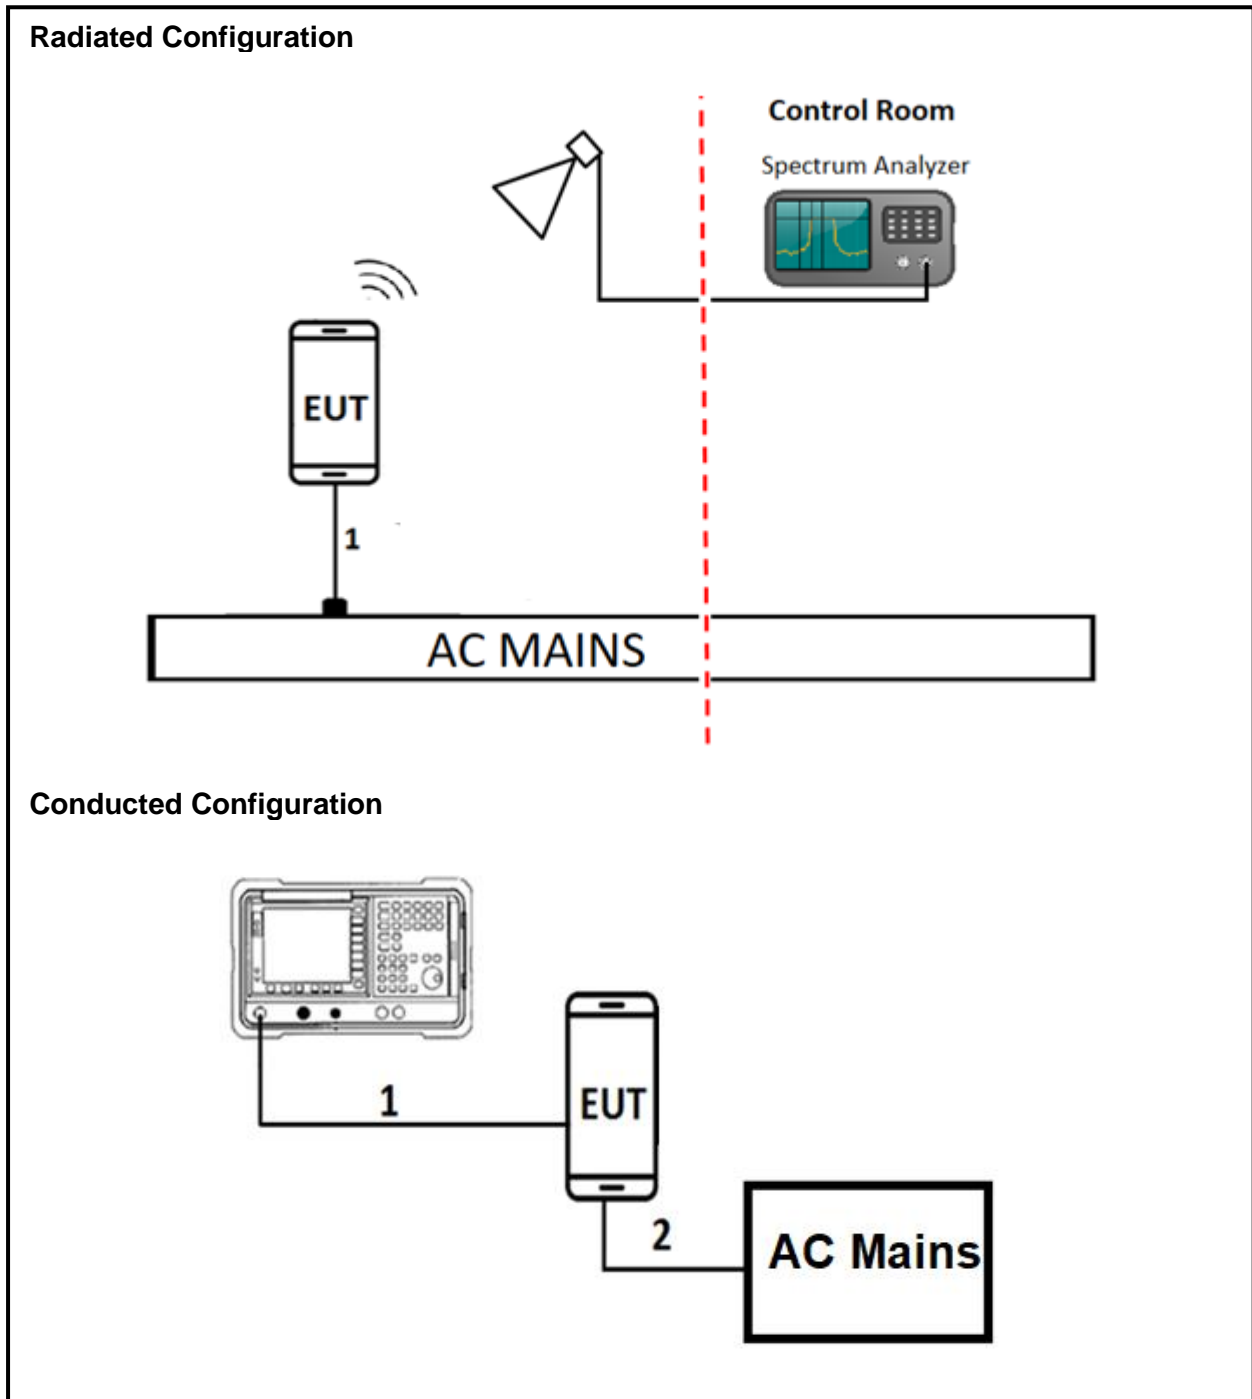 Radiated Configuration
Control Room
Spectrum Analyzer
EUT
1
AC MAINS
Conducted Configuration
1
EUT
2
AC Mains